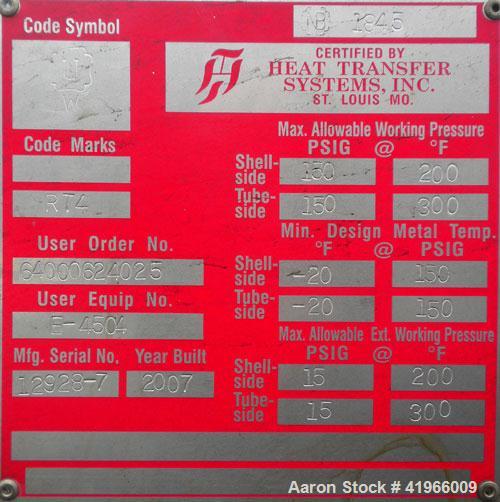 Code Symbol
NB 1845
U
W
CERTIFIED BY
HEAT TRANSFER
SYSTEMS, INC.
ST. LOUIS MO.
Code Marks
RT4
Max. Allowable Working Pressure
PSIG @ °F
Shell-side 150 200
Tube-side 150 300
User Order No.
64000624025
Min. Design Metal Temp.
°F @ PSIG
Shell-side -20 150
Tube-side -20 150
User Equip No.
E-4504
Mfg. Serial No. Year Built
12928-7 2007
Max. Allowable Ext. Working Pressure
PSIG @ °F
Shell-side 15 200
Tube-side 15 300
Aaron Stock # 41966009